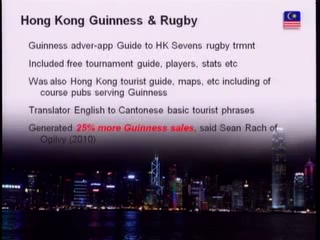 Hong Kong Guinness & Rugby
Guinness adver-app Guide to HK Sevens rugby trmnt
Included free tournament guide, players, stats etc
Was also Hong Kong tourist guide, maps, etc including of
course pubs serving Guinness
Translator English to Cantonese basic tourist phrases
Generated 25% more Guinness sales, said Sean Rach of
Ogilvy (2010)